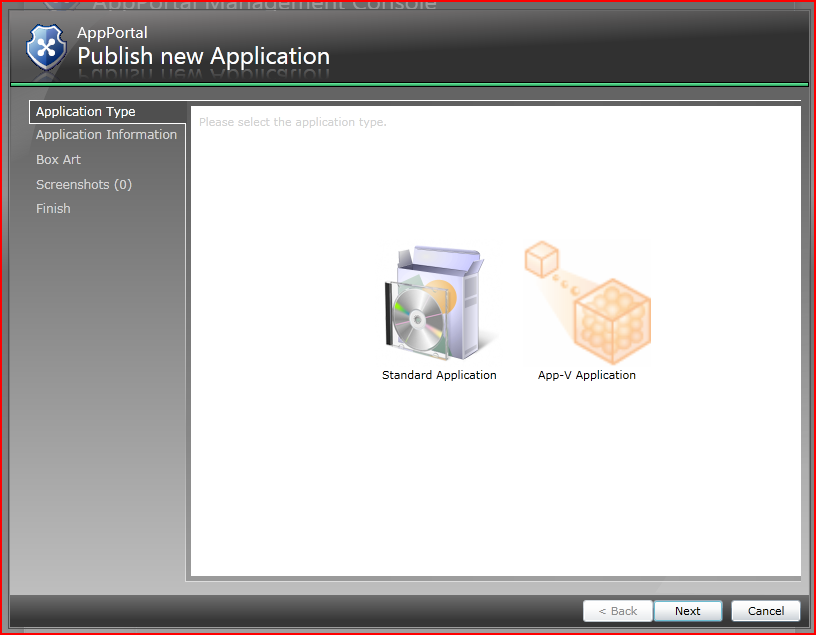 AppPortal Management Console
AppPortal
Publish new Application
Application Type
Application Information
Box Art
Screenshots (0)
Finish
Please select the application type.
Standard Application
App-V Application
< Back
Next
Cancel